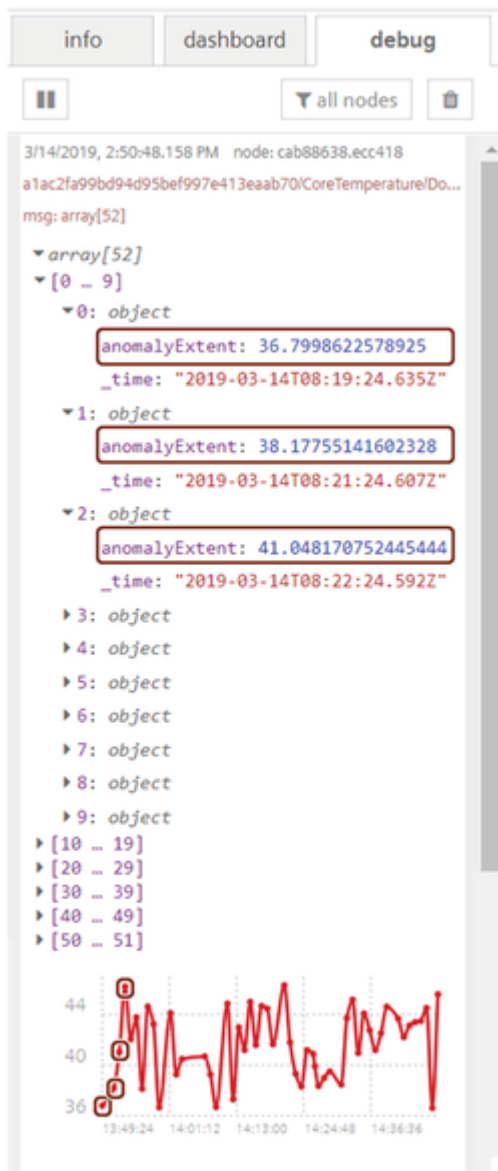 info dashboard debug
all nodes
3/14/2019, 2:50:48.158 PM node: cab88638.ecc418
a1ac2fa99bd94d95bef997e413eaab70/CoreTemperature/Do...
msg: array[52]
array[52]
[0 … 9]
0: object
anomalyExtent: 36.7998622578925
_time: "2019-03-14T08:19:24.635Z"
1: object
anomalyExtent: 38.17755141602328
_time: "2019-03-14T08:21:24.607Z"
2: object
anomalyExtent: 41.048170752445444
_time: "2019-03-14T08:22:24.592Z"
3: object
4: object
5: object
6: object
7: object
8: object
9: object
[10 … 19]
[20 … 29]
[30 … 39]
[40 … 49]
[50 … 51]
44
40
36
13:49:24 14:01:12 14:13:00 14:24:48 14:36:36